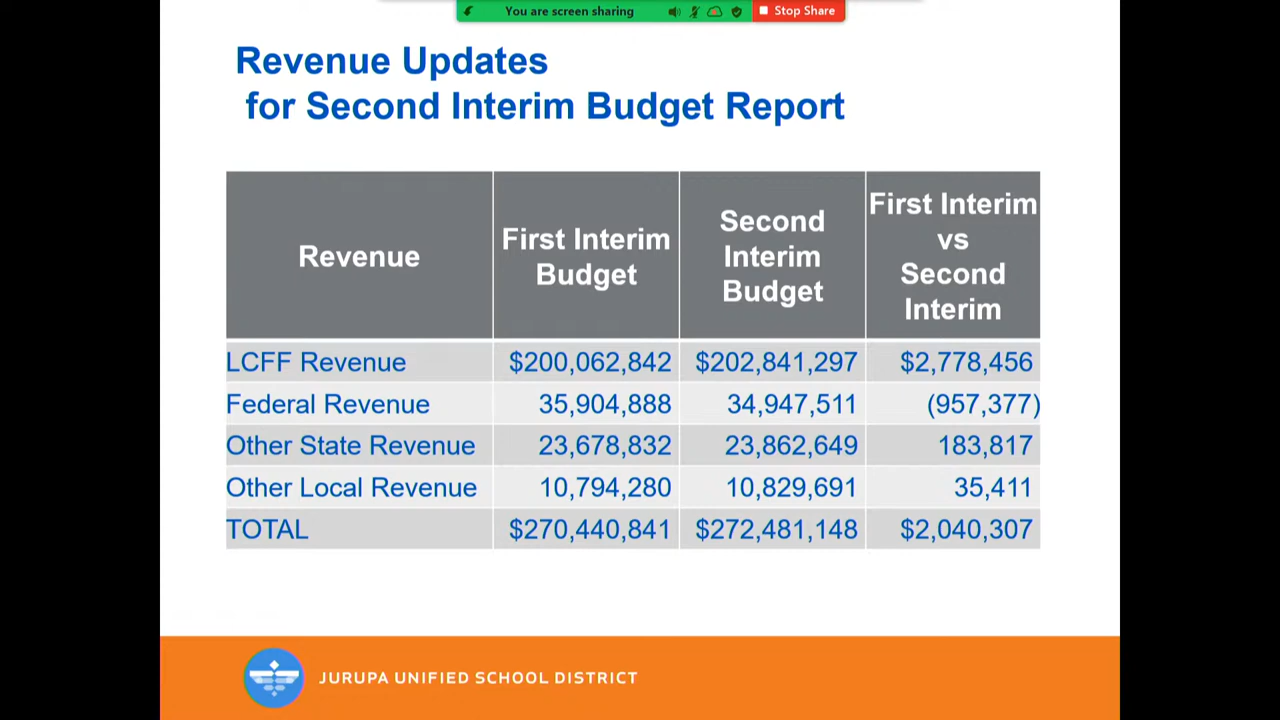 You are screen sharing Stop Share
Revenue Updates
for Second Interim Budget Report
Revenue
First Interim
Budget
Second
Interim
Budget
First Interim
vs
Second
Interim
LCFF Revenue $200,062,842 $202,841,297 $2,778,456
Federal Revenue 35,904,888 34,947,511 (957,377)
Other State Revenue 23,678,832 23,862,649 183,817
Other Local Revenue 10,794,280 10,829,691 35,411
TOTAL $270,440,841 $272,481,148 $2,040,307
JURUPA UNIFIED SCHOOL DISTRICT